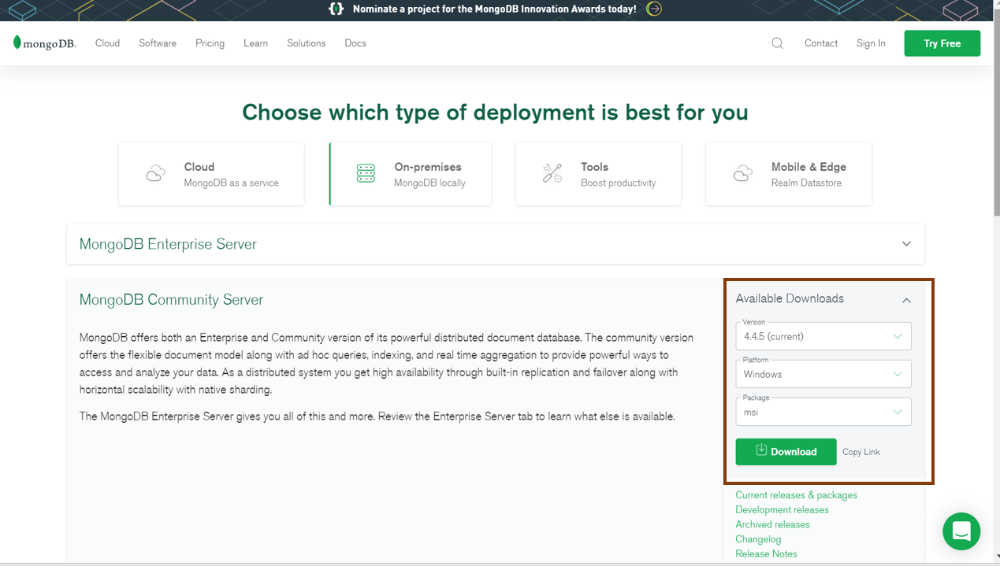 Nominate a project for the MongoDB Innovation Awards today!
mongoDB.
Cloud
Software
Pricing
Learn
Solutions
Docs
Contact
Sign In
Try Free
Choose which type of deployment is best for you
Cloud
MongoDB as a service
On-premises
MongoDB locally
Tools
Boost productivity
Mobile & Edge
Realm Datastore
MongoDB Enterprise Server
MongoDB Community Server
MongoDB offers both an Enterprise and Community version of its powerful distributed document database. The community version
offers the flexible document model along with ad hoc queries, indexing, and real time aggregation to provide powerful ways to
access and analyze your data. As a distributed system you get high availability through built-in replication and failover along with
horizontal scalability with native sharding.
The MongoDB Enterprise Server gives you all of this and more. Review the Enterprise Server tab to learn what else is available.
Available Downloads
Version
4.4.5 (current)
Platform
Windows
Package
msi
Download
Copy Link
Current releases & packages
Development releases
Archived releases
Changelog
Release Notes